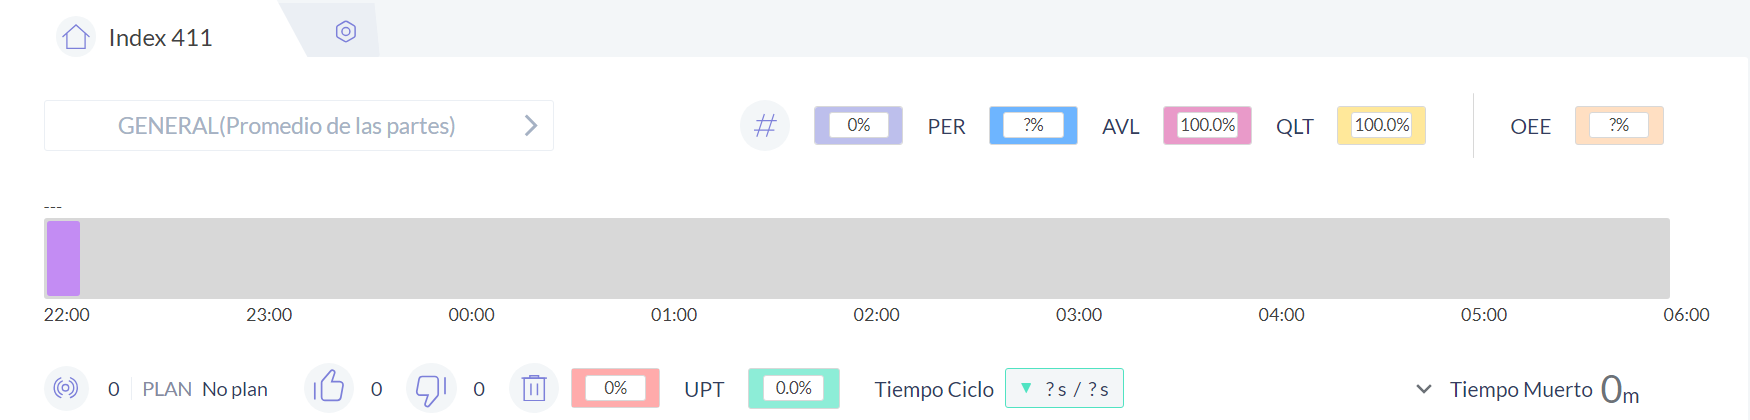 Index 411
GENERAL(Promedio de las partes)
# 0% PER ?% AVL 100.0% QLT 100.0% OEE ?%
---
22:00 23:00 00:00 01:00 02:00 03:00 04:00 05:00 06:00
0 PLAN No plan 0 0 0% UPT 0.0% Tiempo Ciclo ▼ ?s / ?s Tiempo Muerto 0m